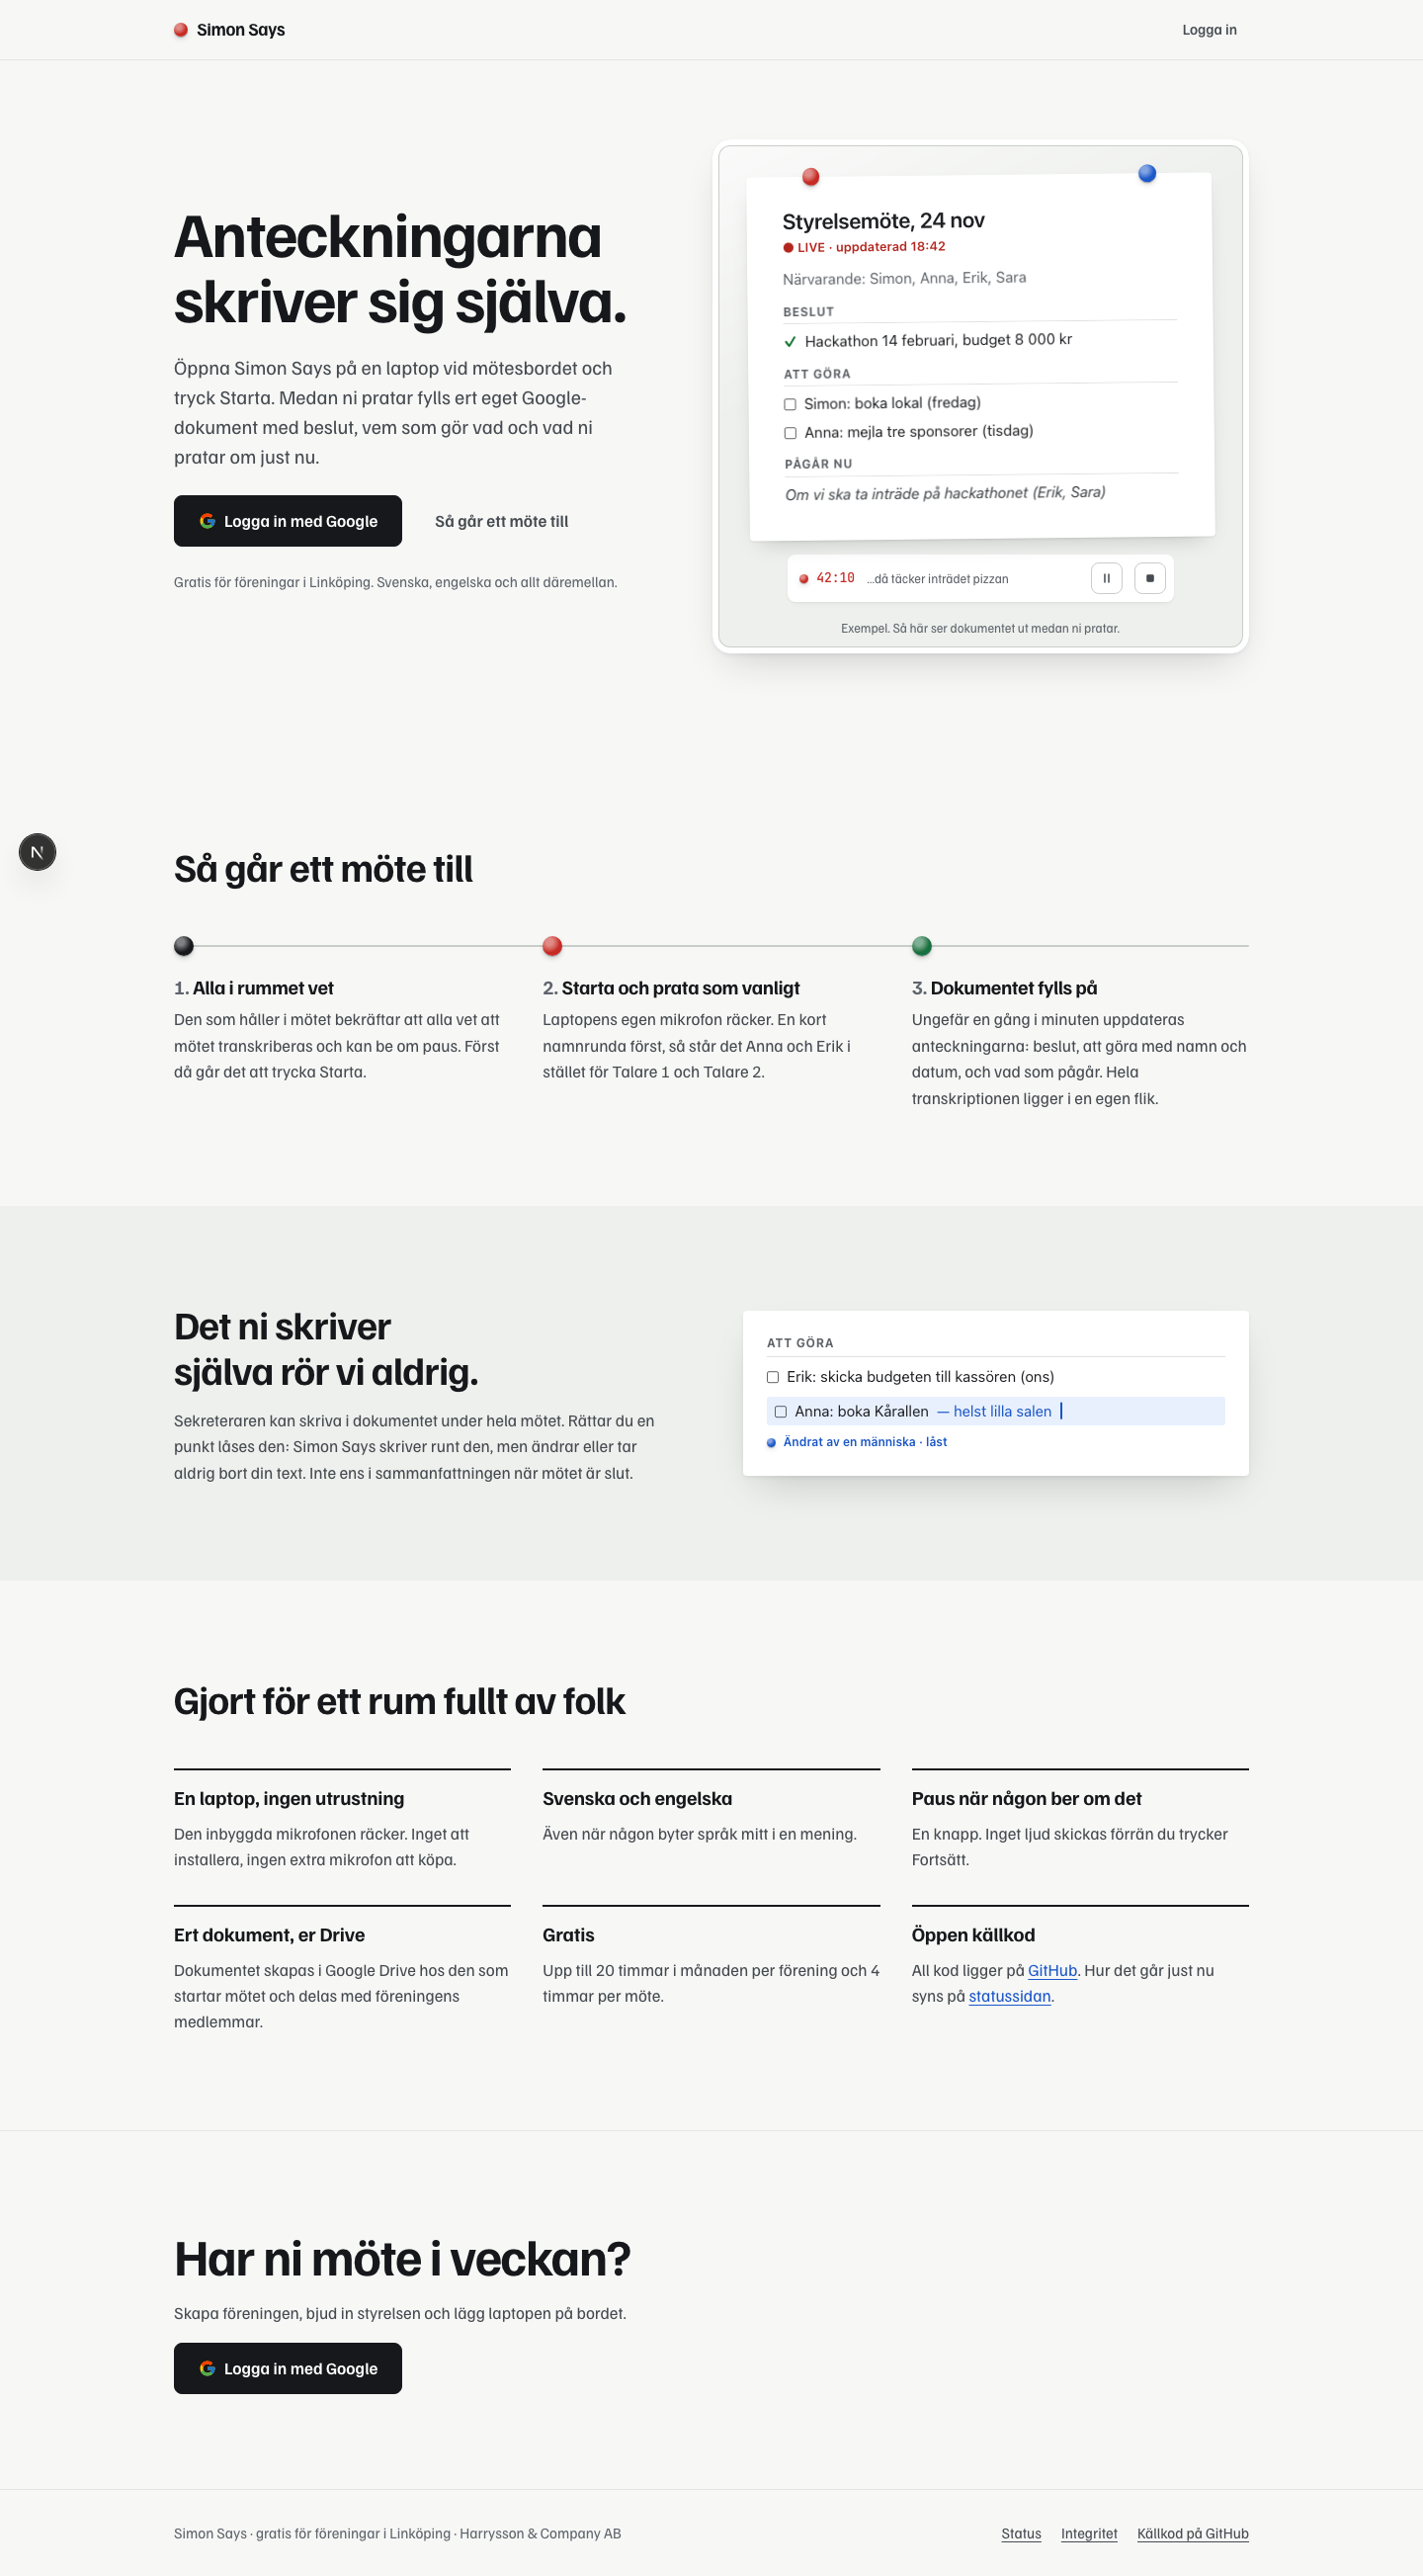 Simon Says
Logga in
Anteckningarna
skriver sig själva.
Öppna Simon Says på en laptop vid mötesbordet och
tryck Starta. Medan ni pratar fylls ert eget Google-
dokument med beslut, vem som gör vad och vad ni
pratar om just nu.
Logga in med Google
Så går ett möte till
Gratis för föreningar i Linköping. Svenska, engelska och allt däremellan.
Styrelsemöte, 24 nov
LIVE · uppdaterad 18:42
Närvarande: Simon, Anna, Erik, Sara
BESLUT
Hackathon 14 februari, budget 8 000 kr
ATT GÖRA
Simon: boka lokal (fredag)
Anna: mejla tre sponsorer (tisdag)
PÅGÅR NU
Om vi ska ta inträde på hackathonet (Erik, Sara)
42:10 …då täcker inträdet pizzan
Exempel. Så här ser dokumentet ut medan ni pratar.
N
Så går ett möte till
1. Alla i rummet vet
Den som håller i mötet bekräftar att alla vet att
mötet transkriberas och kan be om paus. Först
då går det att trycka Starta.
2. Starta och prata som vanligt
Laptopens egen mikrofon räcker. En kort
namnrunda först, så står det Anna och Erik i
stället för Talare 1 och Talare 2.
3. Dokumentet fylls på
Ungefär en gång i minuten uppdateras
anteckningarna: beslut, att göra med namn och
datum, och vad som pågår. Hela
transkriptionen ligger i en egen flik.
Det ni skriver
själva rör vi aldrig.
Sekreteraren kan skriva i dokumentet under hela mötet. Rättar du en
punkt låses den: Simon Says skriver runt den, men ändrar eller tar
aldrig bort din text. Inte ens i sammanfattningen när mötet är slut.
ATT GÖRA
Erik: skicka budgeten till kassören (ons)
Anna: boka Kårallen — helst lilla salen
Ändrat av en människa · låst
Gjort för ett rum fullt av folk
En laptop, ingen utrustning
Den inbyggda mikrofonen räcker. Inget att
installera, ingen extra mikrofon att köpa.
Svenska och engelska
Även när någon byter språk mitt i en mening.
Paus när någon ber om det
En knapp. Inget ljud skickas förrän du trycker
Fortsätt.
Ert dokument, er Drive
Dokumentet skapas i Google Drive hos den som
startar mötet och delas med föreningens
medlemmar.
Gratis
Upp till 20 timmar i månaden per förening och 4
timmar per möte.
Öppen källkod
All kod ligger på GitHub. Hur det går just nu
syns på statussidan.
Har ni möte i veckan?
Skapa föreningen, bjud in styrelsen och lägg laptopen på bordet.
Logga in med Google
Simon Says · gratis för föreningar i Linköping · Harrysson & Company AB
Status Integritet Källkod på GitHub